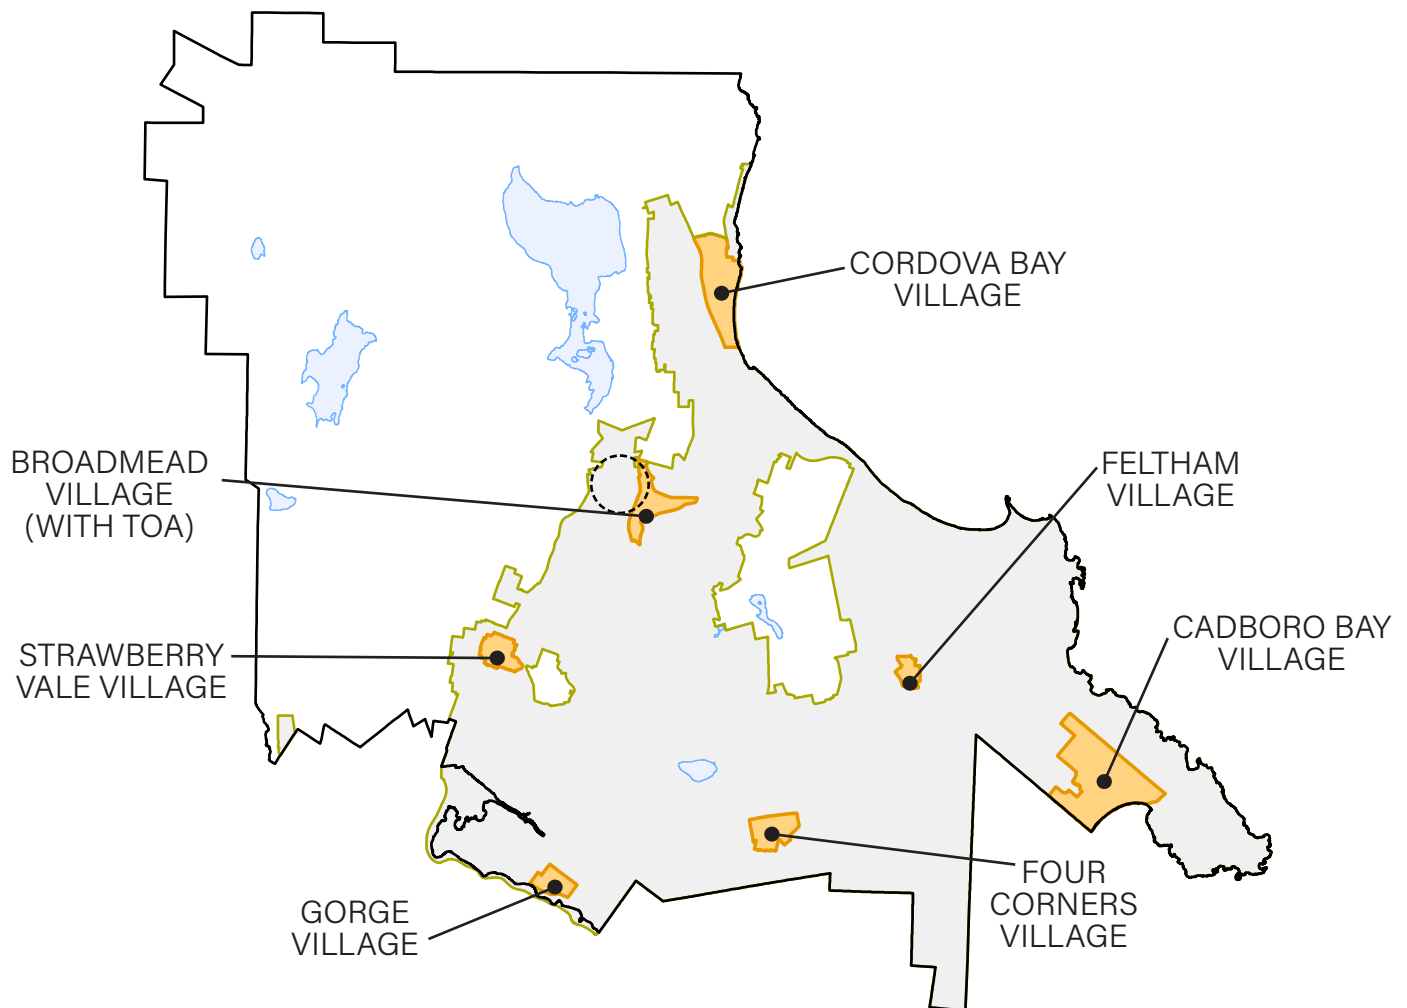 CORDOVA BAY
VILLAGE
BROADMEAD
VILLAGE
(WITH TOA)
FELTHAM
VILLAGE
CADBORO BAY
VILLAGE
STRAWBERRY
VALE VILLAGE
FOUR
CORNERS
VILLAGE
GORGE
VILLAGE